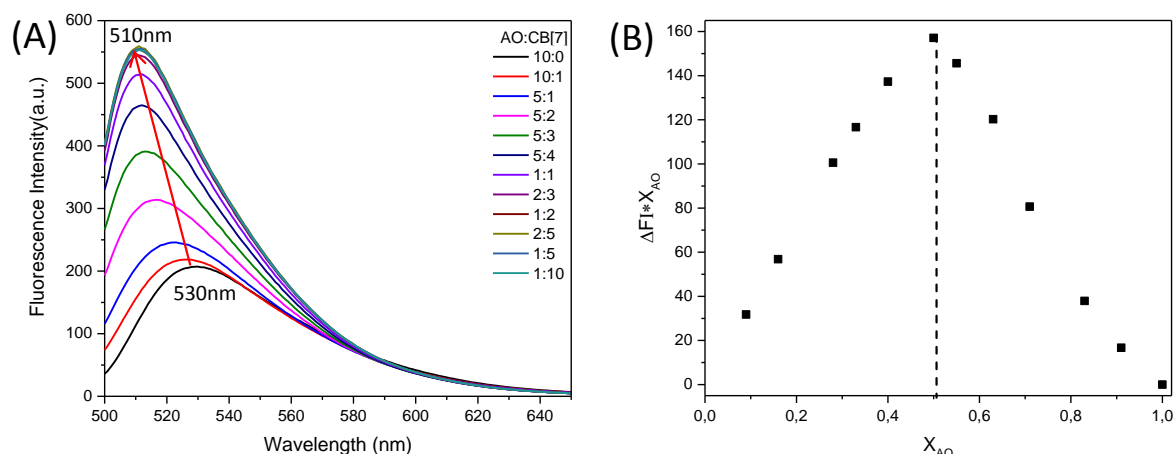 (A)
600
500
400
300
200
100
0
Fluorescence Intensity(a.u.)
510nm
530nm
AO:CB[7]
10:0
10:1
5:1
5:2
5:3
5:4
1:1
2:3
1:2
2:5
1:5
1:10
500 520 540 560 580 600 620 640
Wavelength (nm)
(B)
160
140
120
100
80
60
40
20
0
ΔFI*X_AO
0,0 0,2 0,4 0,6 0,8 1,0
X_AO